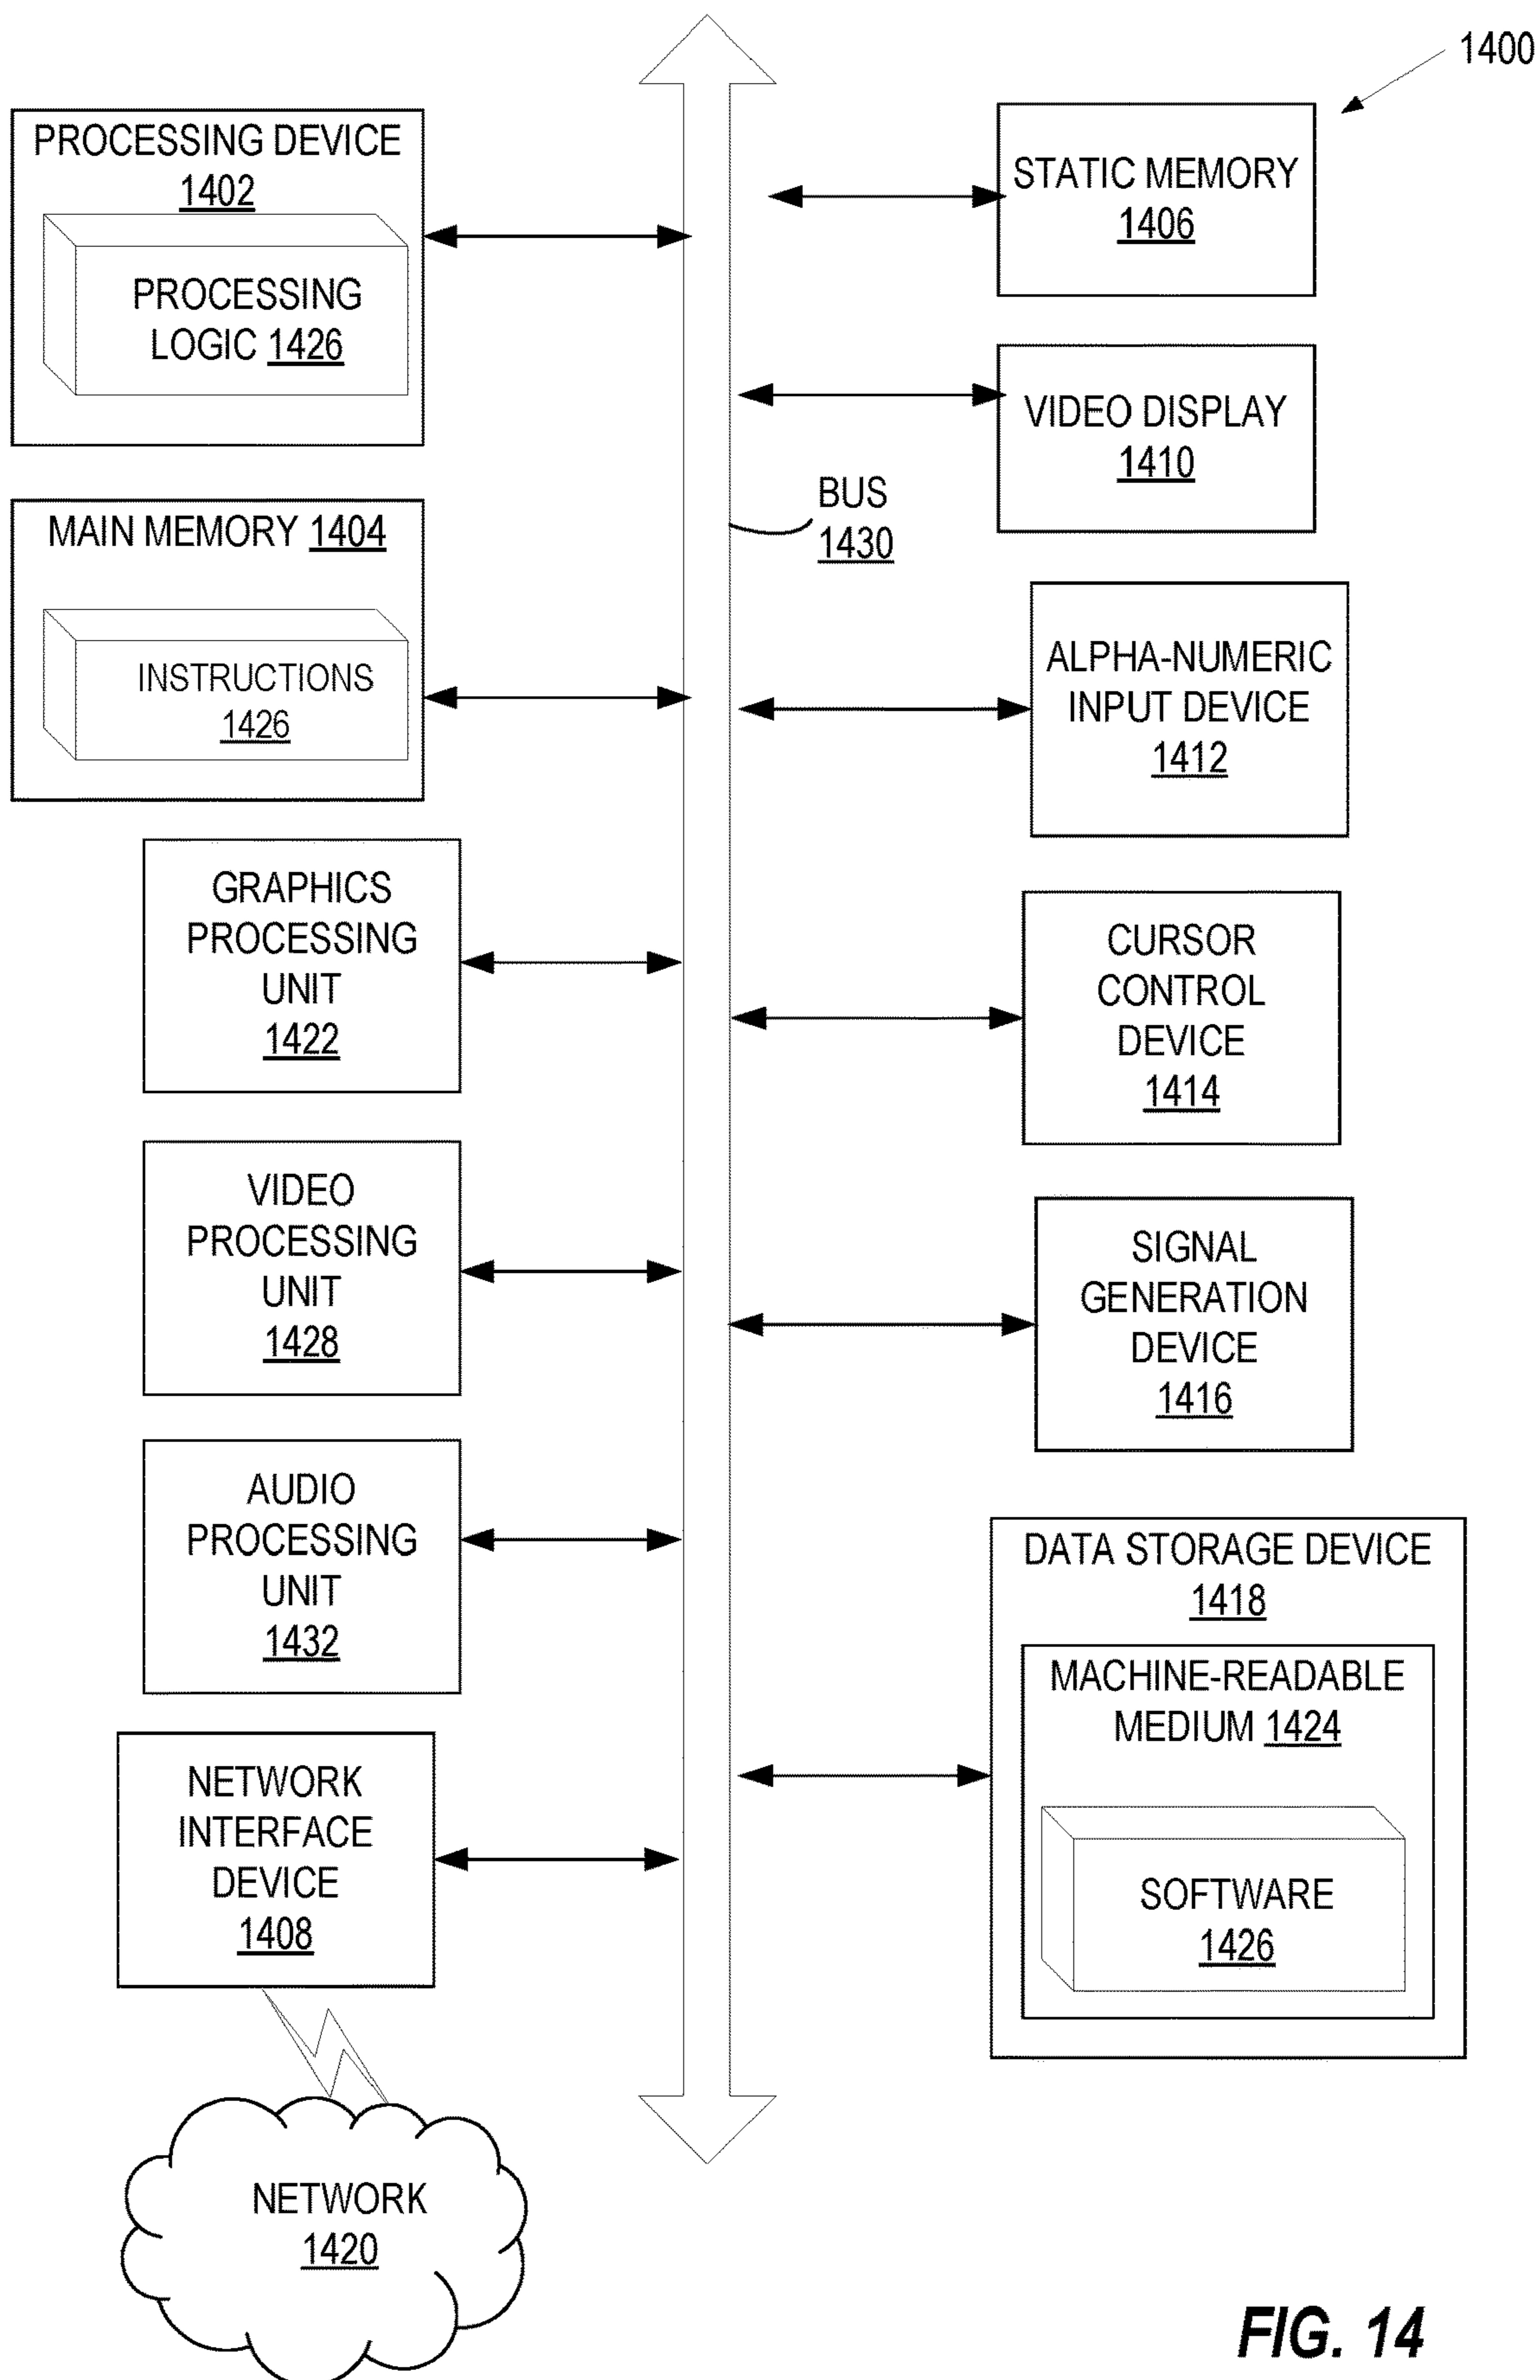 1400
PROCESSING DEVICE
1402
PROCESSING
LOGIC 1426
MAIN MEMORY 1404
INSTRUCTIONS
1426
GRAPHICS
PROCESSING
UNIT
1422
VIDEO
PROCESSING
UNIT
1428
AUDIO
PROCESSING
UNIT
1432
NETWORK
INTERFACE
DEVICE
1408
NETWORK
1420
BUS
1430
STATIC MEMORY
1406
VIDEO DISPLAY
1410
ALPHA-NUMERIC
INPUT DEVICE
1412
CURSOR
CONTROL
DEVICE
1414
SIGNAL
GENERATION
DEVICE
1416
DATA STORAGE DEVICE
1418
MACHINE-READABLE
MEDIUM 1424
SOFTWARE
1426
FIG. 14